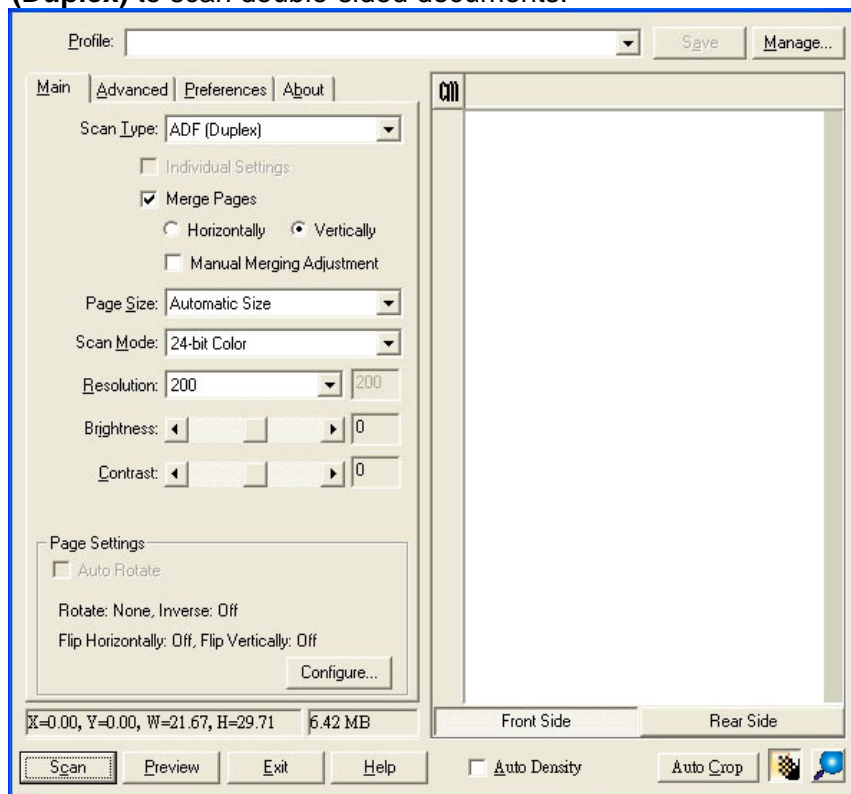 (Duplex) to scan double-sided documents.
Profile:
Save
Manage...
Main
Advanced
Preferences
About
Scan Type: ADF (Duplex)
Individual Settings
Merge Pages
Horizontally
Vertically
Manual Merging Adjustment
Page Size: Automatic Size
Scan Mode: 24-bit Color
Resolution: 200
200
Brightness:
0
Contrast:
0
Page Settings
Auto Rotate
Rotate: None, Inverse: Off
Flip Horizontally: Off, Flip Vertically: Off
Configure...
X=0.00, Y=0.00, W=21.67, H=29.71
6.42 MB
cm
Front Side
Rear Side
Scan
Preview
Exit
Help
Auto Density
Auto Crop